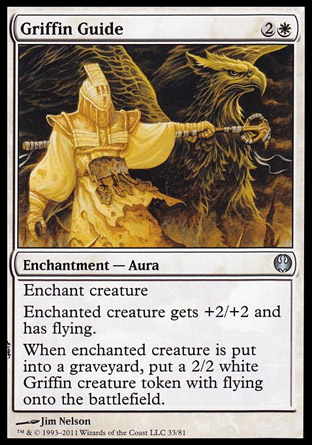 Griffin Guide 2
Enchantment — Aura
Enchant creature
Enchanted creature gets +2/+2 and
has flying.
When enchanted creature is put
into a graveyard, put a 2/2 white
Griffin creature token with flying
onto the battlefield.
Jim Nelson
™ & © 1993–2011 Wizards of the Coast LLC 33/81